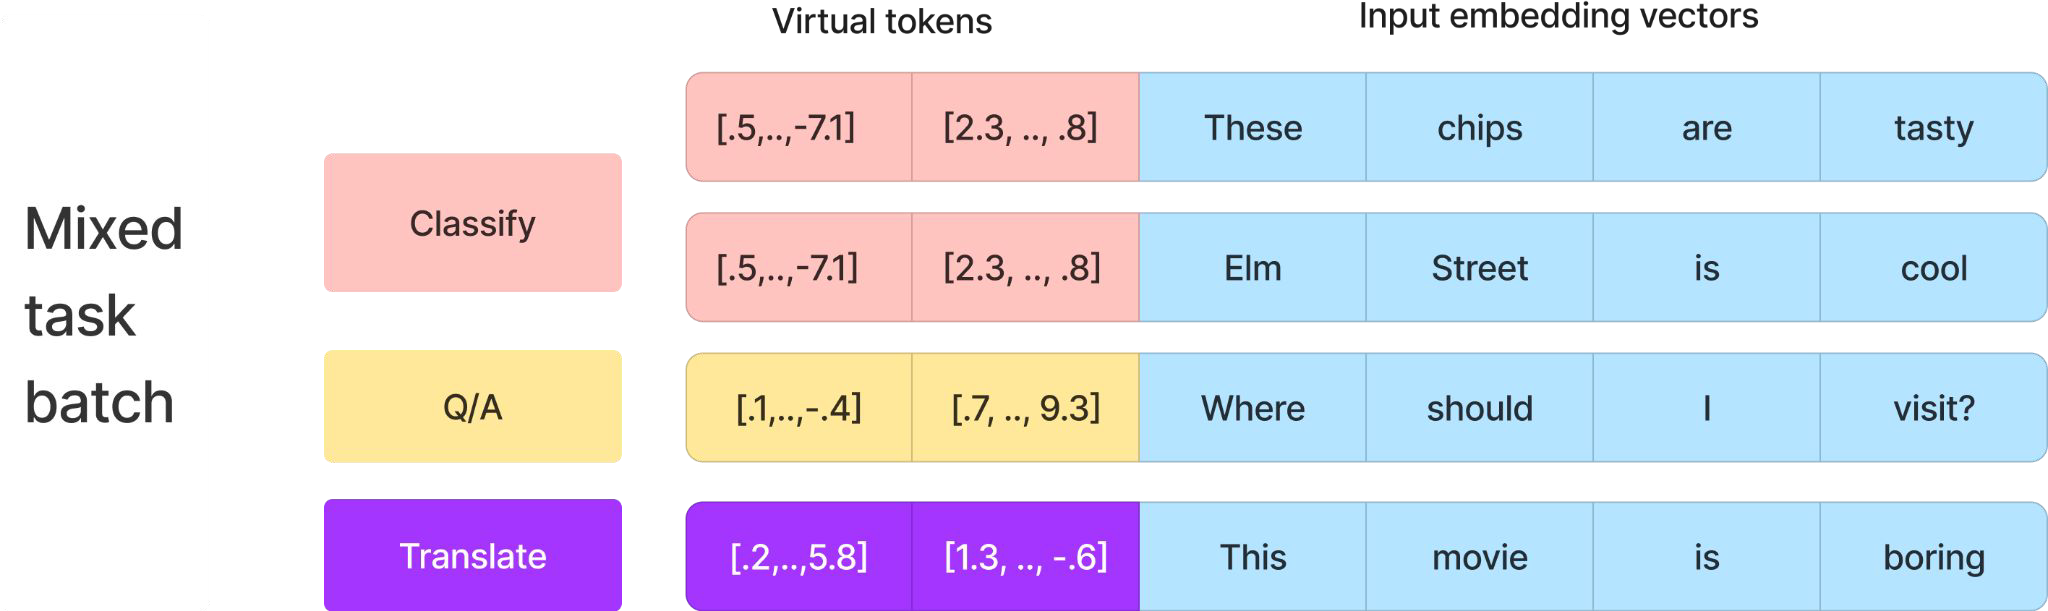 Virtual tokens
Input embedding vectors
Mixed
task
batch
Classify
[.5,..,-7.1] [2.3, .., .8] These chips are tasty
[.5,..,-7.1] [2.3, .., .8] Elm Street is cool
Q/A
[.1,..,-.4] [.7, .., 9.3] Where should I visit?
Translate
[.2,..,5.8] [1.3, .., -.6] This movie is boring